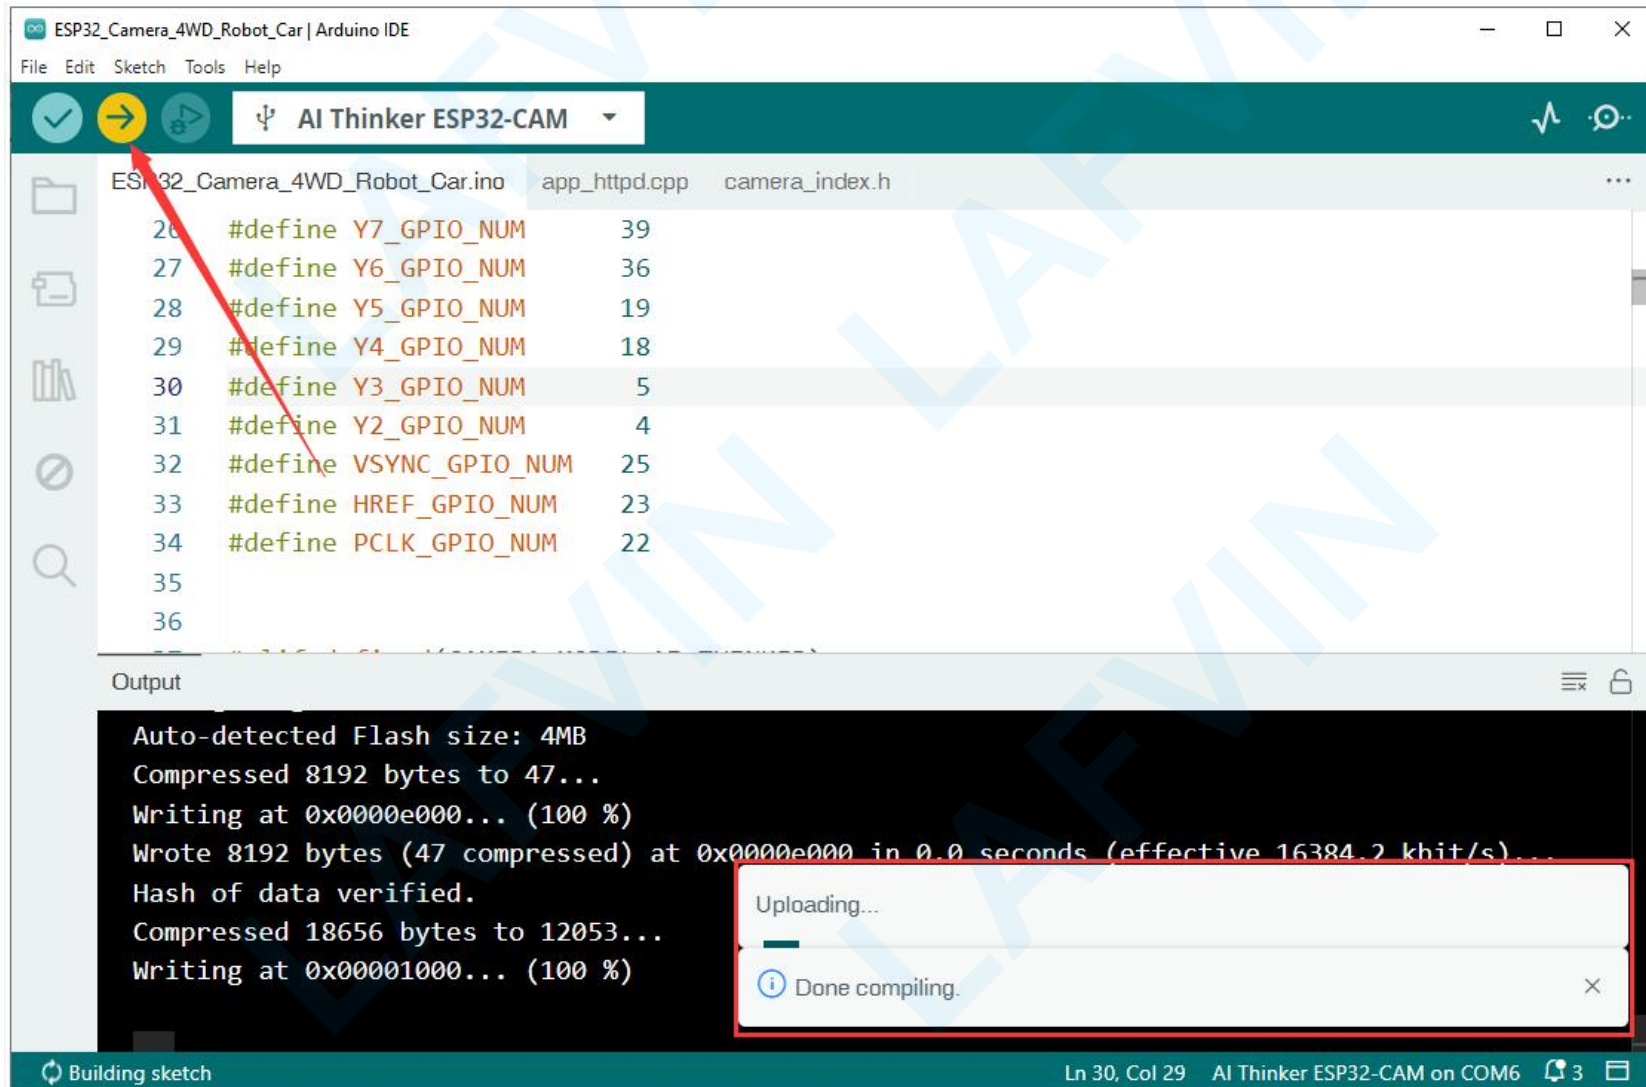 ESP32_Camera_4WD_Robot_Car | Arduino IDE
File Edit Sketch Tools Help
AI Thinker ESP32-CAM
ESP32_Camera_4WD_Robot_Car.ino app_httpd.cpp camera_index.h
26 #define Y7_GPIO_NUM 39
27 #define Y6_GPIO_NUM 36
28 #define Y5_GPIO_NUM 19
29 #define Y4_GPIO_NUM 18
30 #define Y3_GPIO_NUM 5
31 #define Y2_GPIO_NUM 4
32 #define VSYNC_GPIO_NUM 25
33 #define HREF_GPIO_NUM 23
34 #define PCLK_GPIO_NUM 22
35
36
Output
Auto-detected Flash size: 4MB
Compressed 8192 bytes to 47...
Writing at 0x0000e000... (100 %)
Wrote 8192 bytes (47 compressed) at 0x0000e000 in 0.0 seconds (effective 16384.2 kbit/s)...
Hash of data verified.
Compressed 18656 bytes to 12053...
Writing at 0x00001000... (100 %)
Uploading...
Done compiling.
Building sketch
Ln 30, Col 29 AI Thinker ESP32-CAM on COM6 3
LAFVIN
LAFVIN
LAFVIN
LAFVIN